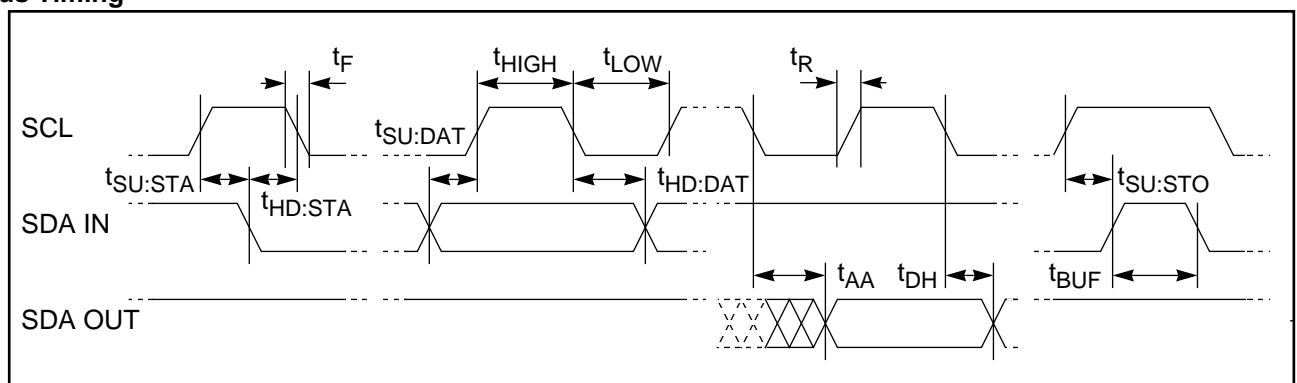 us Timing
tF
tHIGH
tLOW
tR
SCL
tSU:DAT
tSU:STA
tHD:STA
tHD:DAT
tSU:STO
SDA IN
tAA
tDH
tBUF
SDA OUT